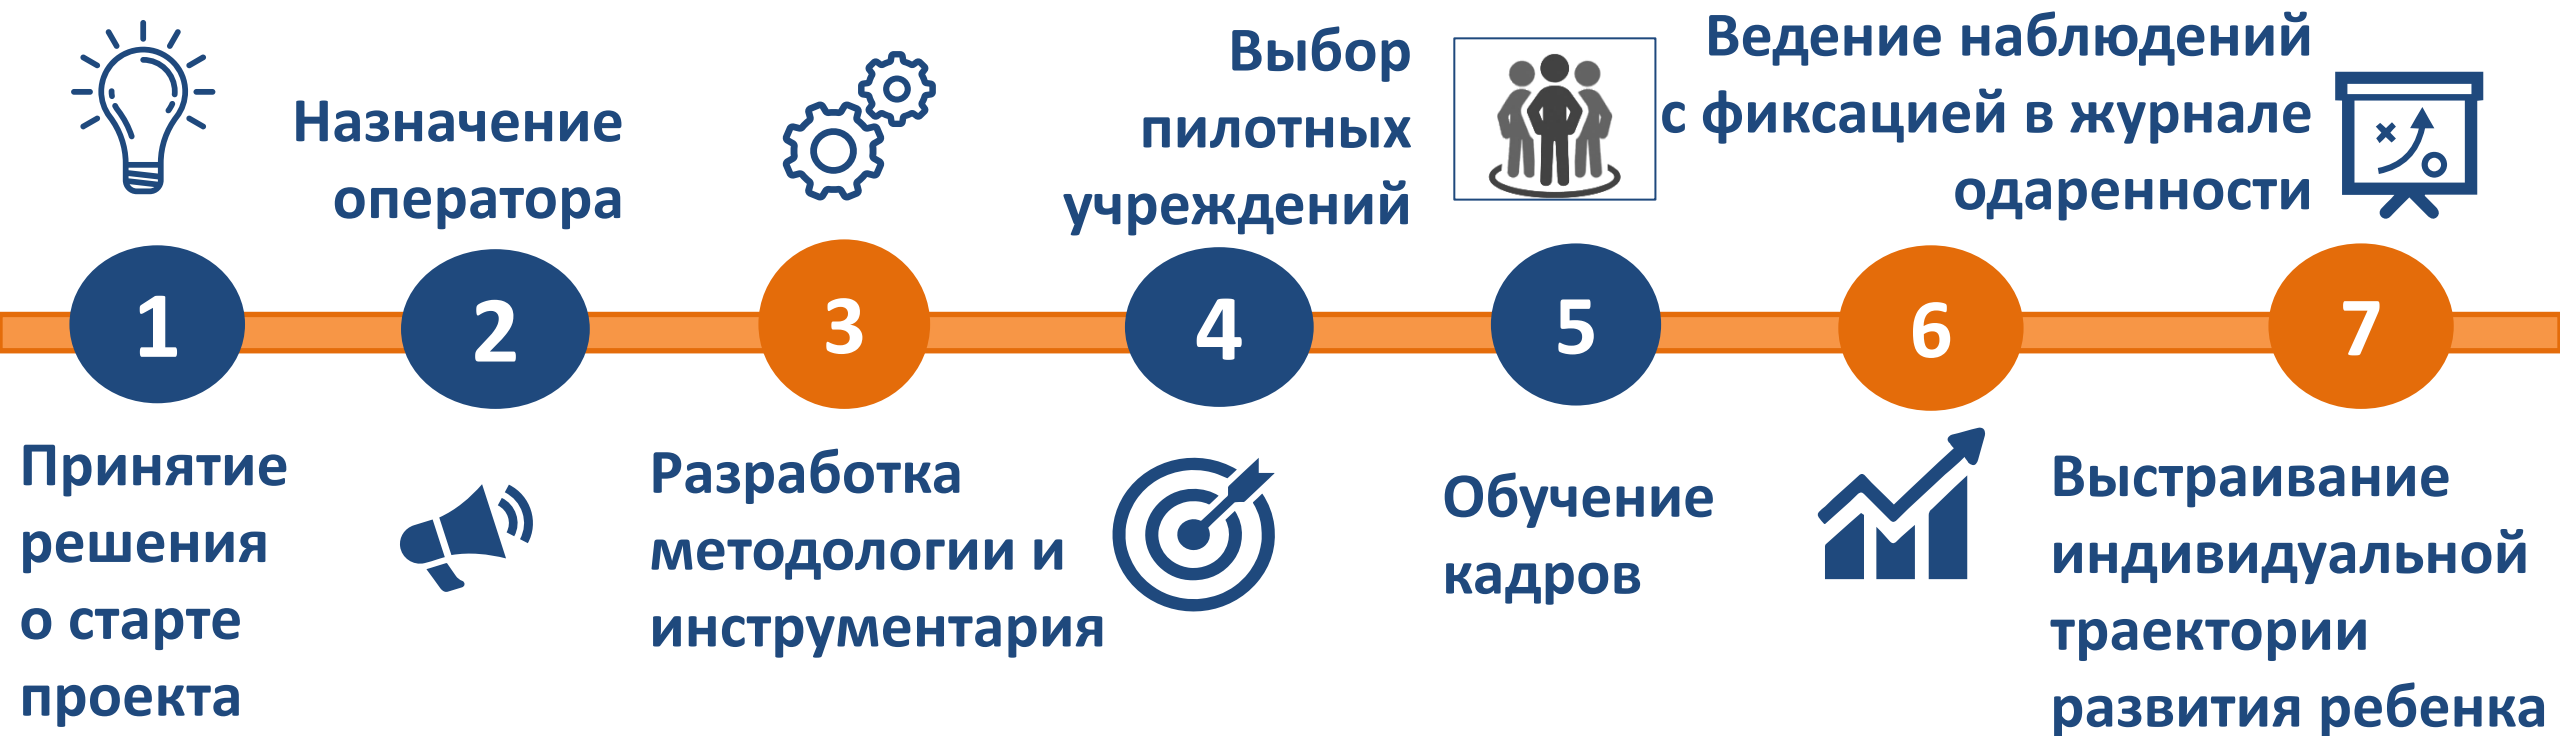 1
Принятие
решения
о старте
проекта
Назначение
оператора
2
3
Разработка
методологии и
инструментария
Выбор
пилотных
учреждений
4
5
Обучение
кадров
Ведение наблюдений
с фиксацией в журнале
одаренности
6
7
Выстраивание
индивидуальной
траектории
развития ребенка